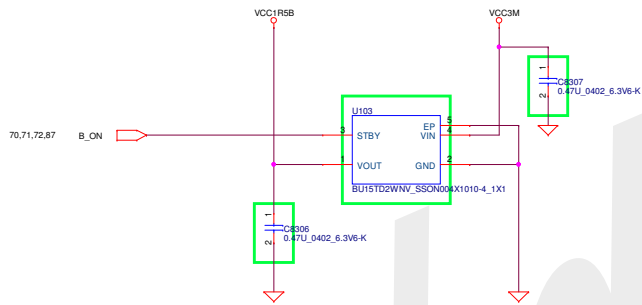 VCC1R5B
VCC3M
1
C8307
0.47U_0402_6.3V6-K
2
U103
70,71,72,87
B_ON
3
STBY
EP
5
VIN
4
1
VOUT
GND
2
BU15TD2WNV_SSON004X1010-4_1X1
1
C8306
0.47U_0402_6.3V6-K
2